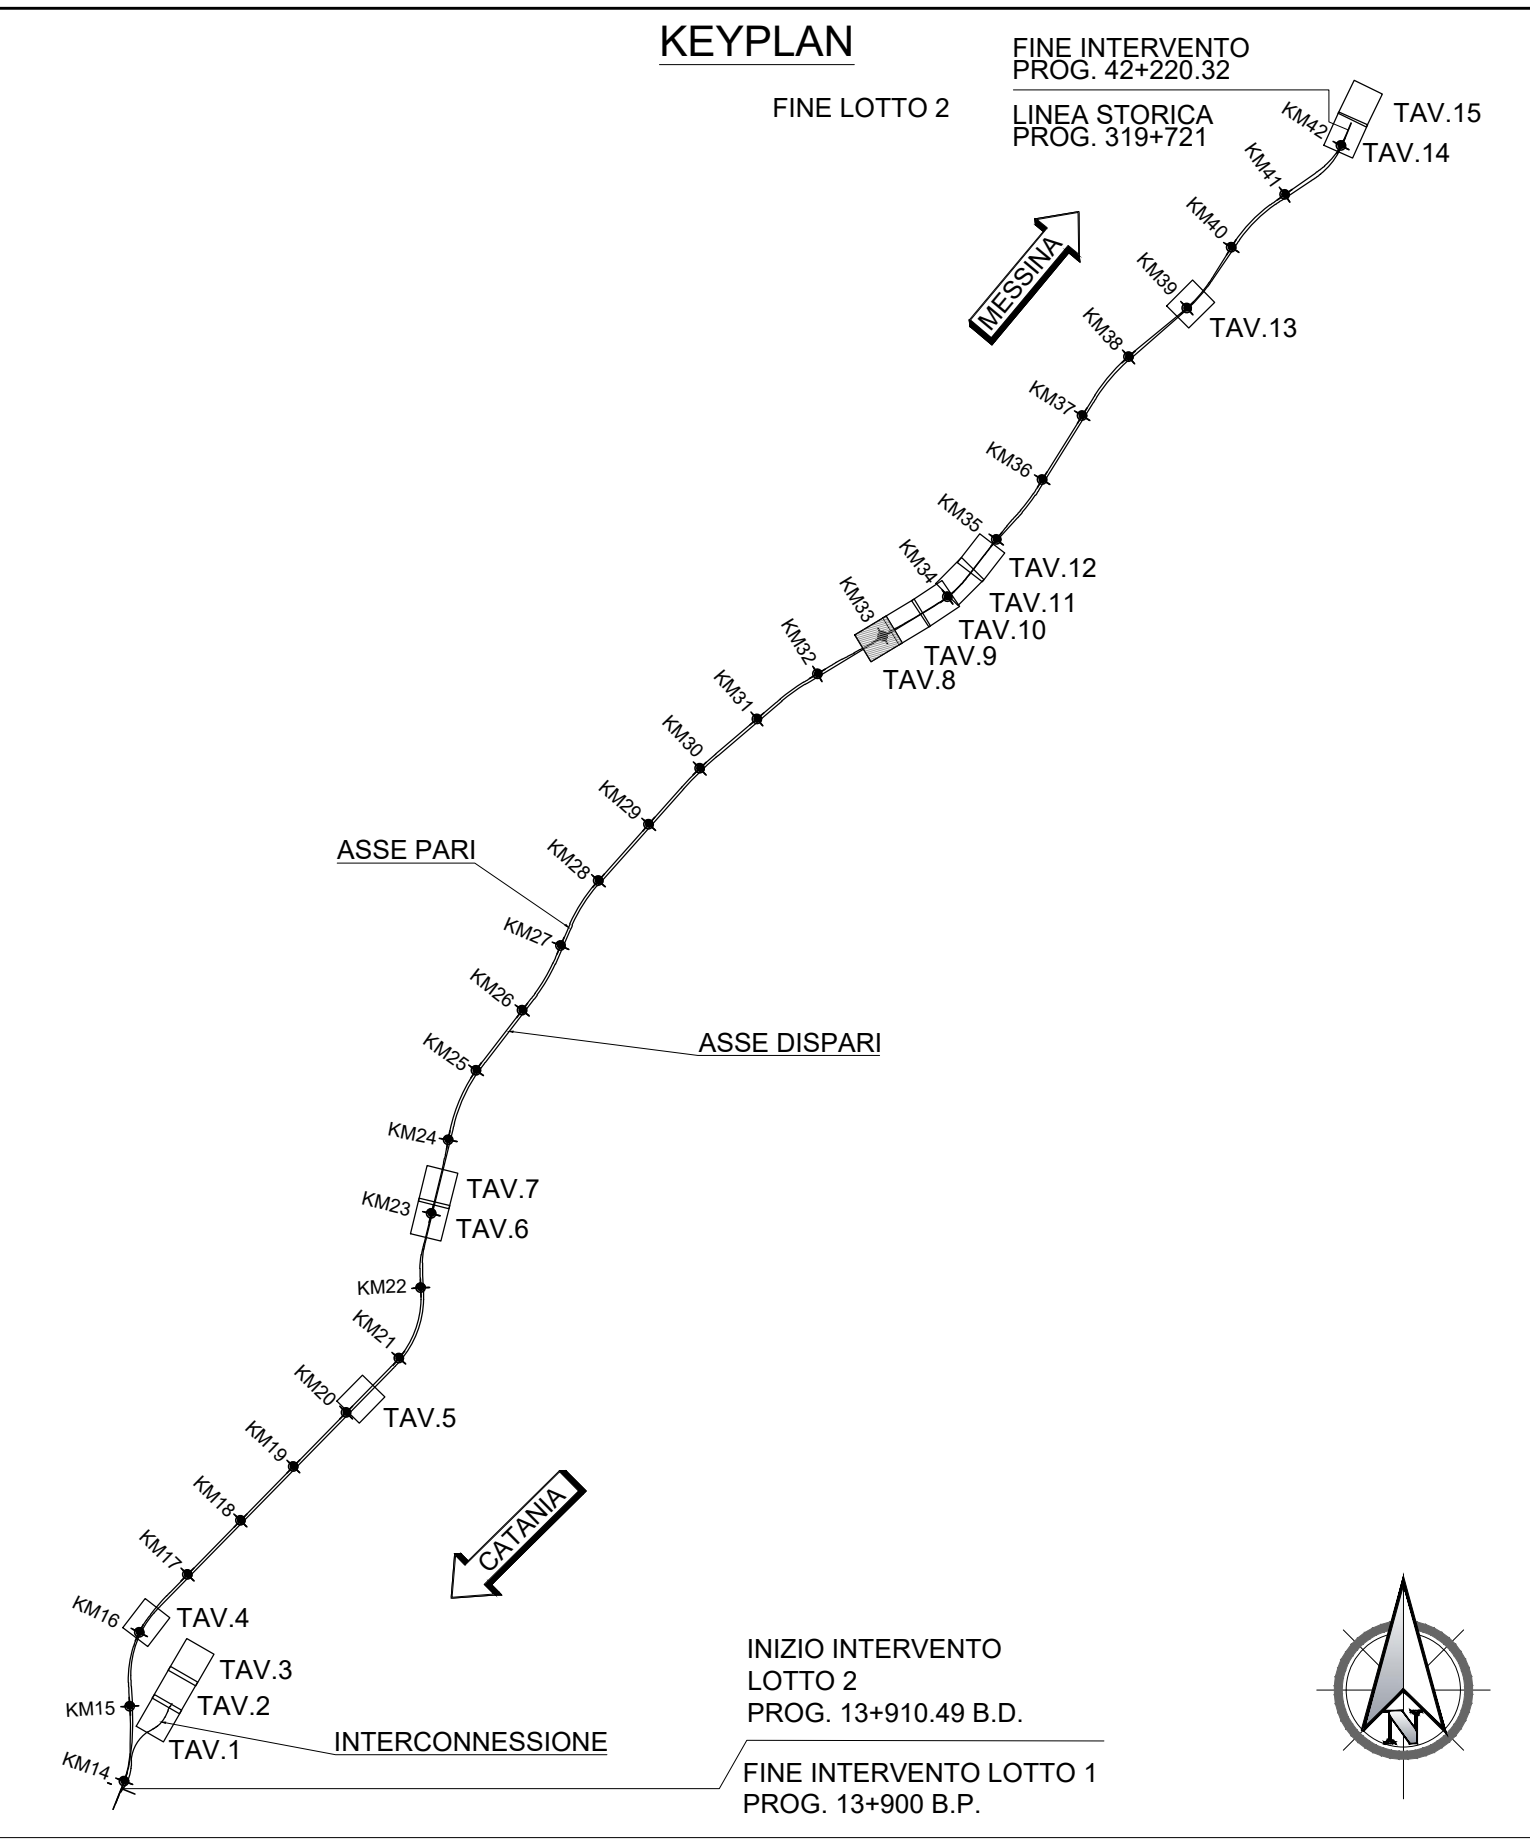 KEYPLAN
FINE INTERVENTO
PROG. 42+220.32
FINE LOTTO 2
LINEA STORICA
PROG. 319+721
TAV.15
KM42
TAV.14
KM41
KM40
MESSINA
KM39
TAV.13
KM38
KM37
KM36
KM35
TAV.12
KM34
TAV.11
KM33
TAV.10
TAV.9
KM32
TAV.8
KM31
KM30
KM29
ASSE PARI
KM28
KM27
KM26
ASSE DISPARI
KM25
KM24
TAV.7
KM23
TAV.6
KM22
KM21
KM20
TAV.5
KM19
KM18
CATANIA
KM17
KM16
TAV.4
TAV.3
KM15
TAV.2
TAV.1
INTERCONNESSIONE
KM14
INIZIO INTERVENTO
LOTTO 2
PROG. 13+910.49 B.D.
FINE INTERVENTO LOTTO 1
PROG. 13+900 B.P.
N